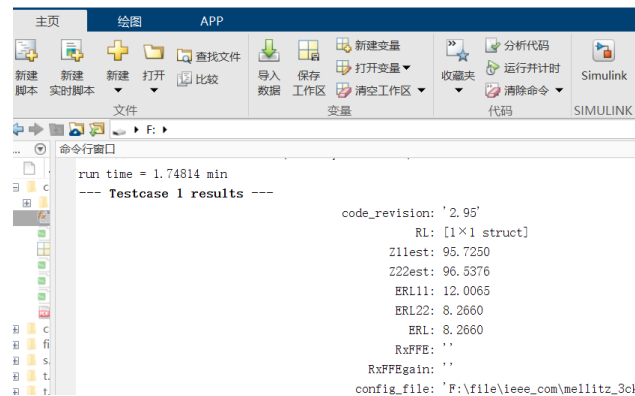 主页 绘图 APP
新建脚本 新建实时脚本 新建 打开 查找文件 比较 导入数据 保存工作区 新建变量 打开变量 清空工作区 收藏夹 分析代码 运行并计时 清除命令 Simulink
文件 变量 代码 SIMULINK
F:
命令行窗口
run time = 1.74814 min
--- Testcase 1 results ---
code_revision: '2.95'
RL: [1×1 struct]
Z11est: 95.7250
Z22est: 96.5376
ERL11: 12.0065
ERL22: 8.2660
ERL: 8.2660
RxFFE: ''
RxFFEgain: ''
config_file: 'F:\file\ieee_com\mellitz_3ck